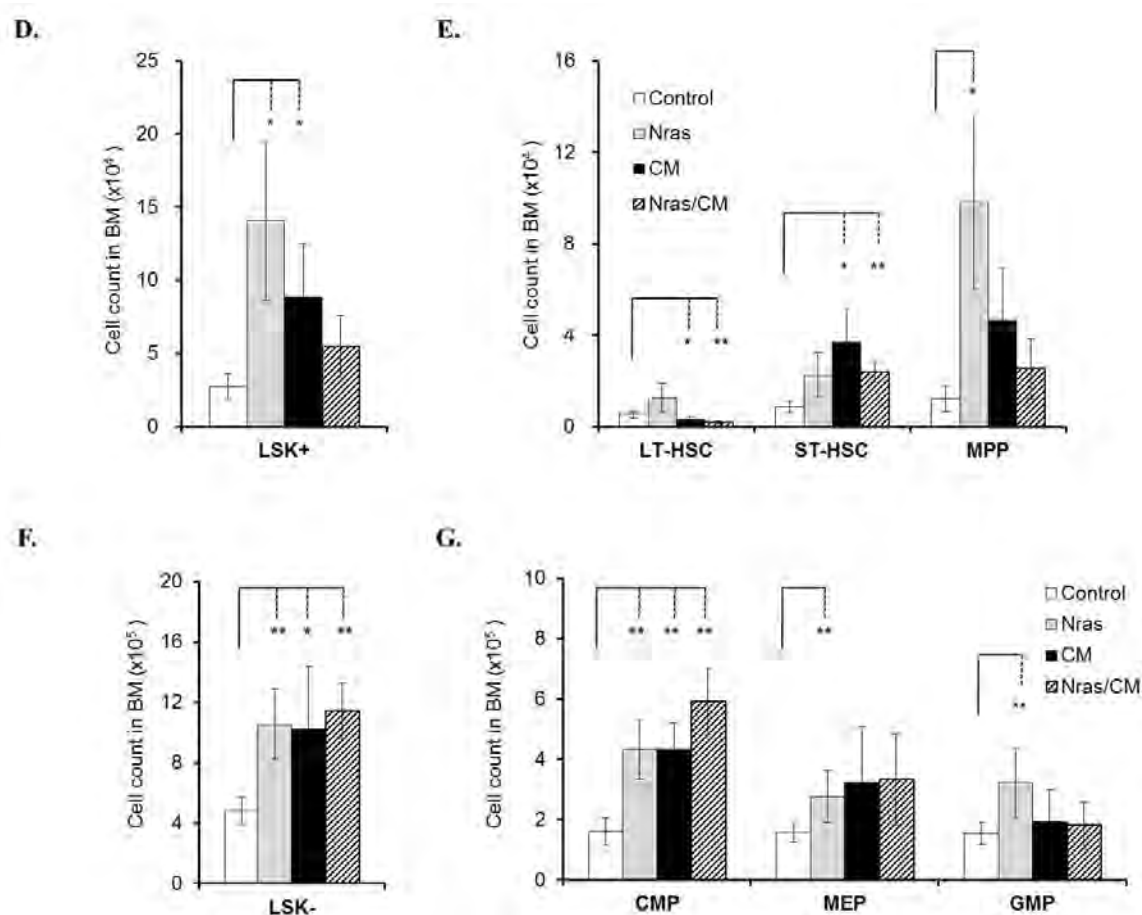 D.
25
20
15
10
5
0
Cell count in BM (x10⁴ )
*
*
LSK+
E.
16
12
8
4
0
Cell count in BM (x10⁴ )
Control
Nras
CM
Nras/CM
*
**
*
**
*
LT-HSC
ST-HSC
MPP
F.
20
16
12
8
4
0
Cell count in BM (x10⁵)
**
*
**
LSK-
G.
10
8
6
4
2
0
Cell count in BM (x10⁵)
**
**
**
**
**
Control
Nras
CM
Nras/CM
CMP
MEP
GMP